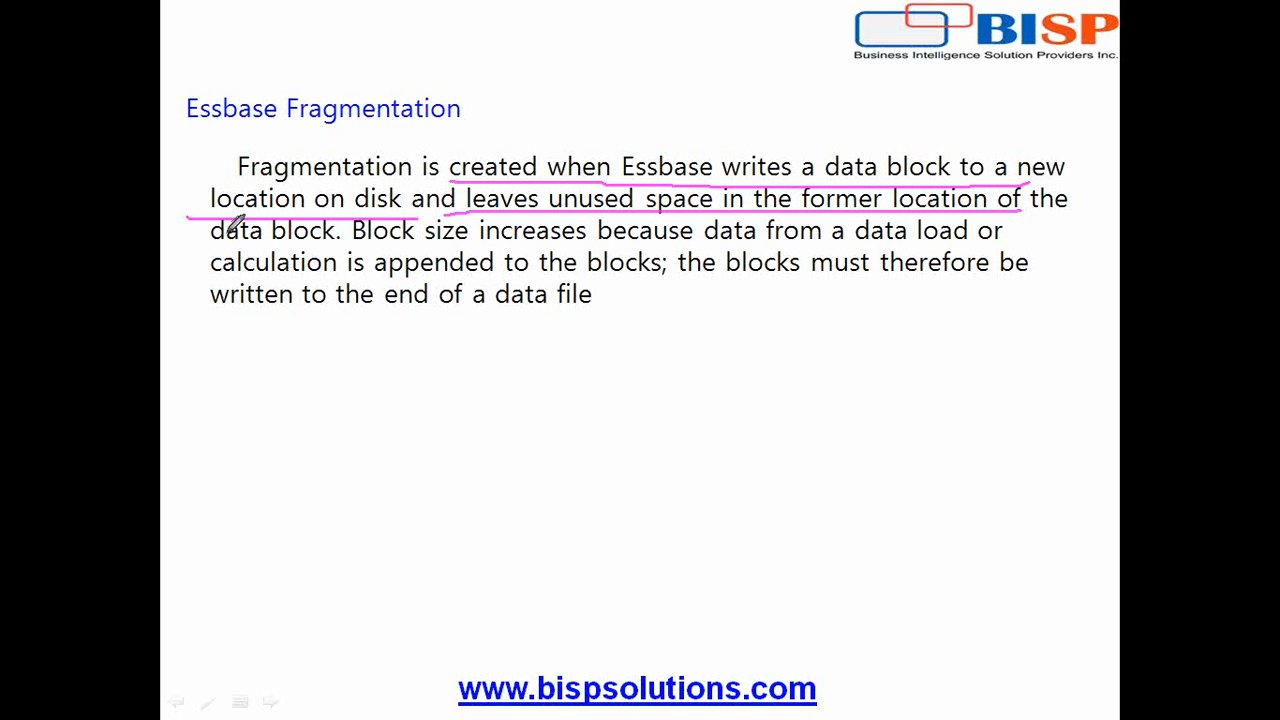 BISP
Business Intelligence Solution Providers Inc.
Essbase Fragmentation
Fragmentation is created when Essbase writes a data block to a new
location on disk and leaves unused space in the former location of the
data block. Block size increases because data from a data load or
calculation is appended to the blocks; the blocks must therefore be
written to the end of a data file
www.bispsolutions.com